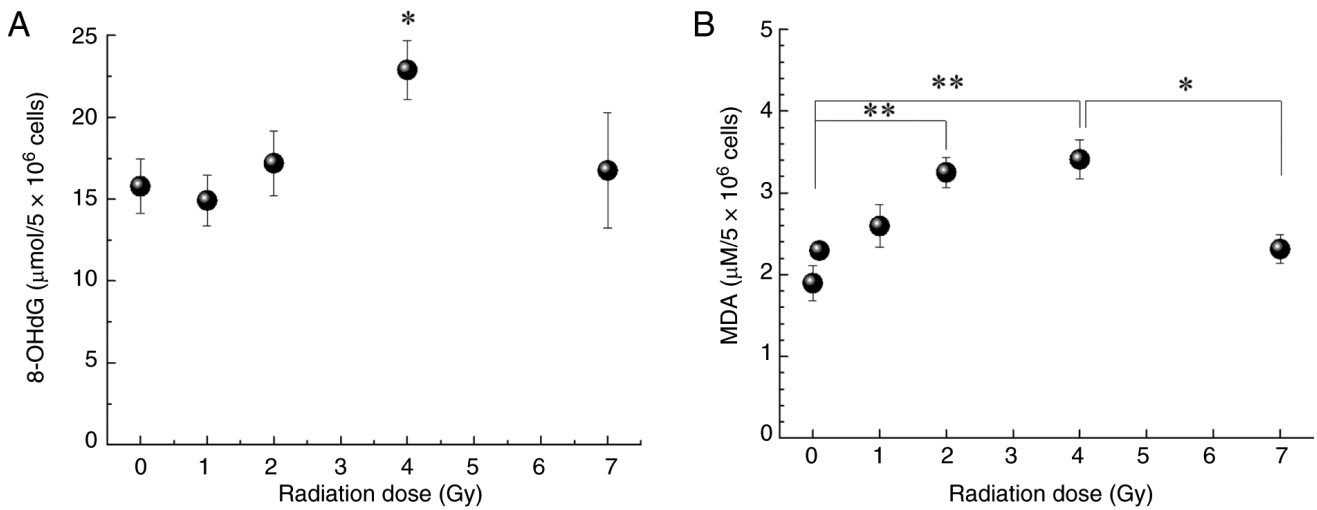 A
25
20
15
10
5
0
8-OHdG (μmol/5 × 10⁶ cells)
*
0 1 2 3 4 5 6 7
Radiation dose (Gy)
B
5
4
3
2
1
0
MDA (μM/5 × 10⁶ cells)
**
**
*
0 1 2 3 4 5 6 7
Radiation dose (Gy)